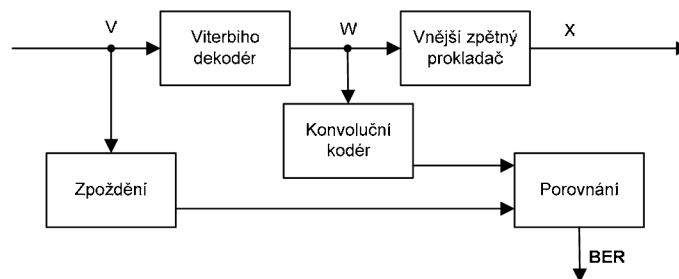 V
Viterbiho
dekodér
W
Vnější zpětný
prokladač
X
Konvoluční
kodér
Zpoždění
Porovnání
BER